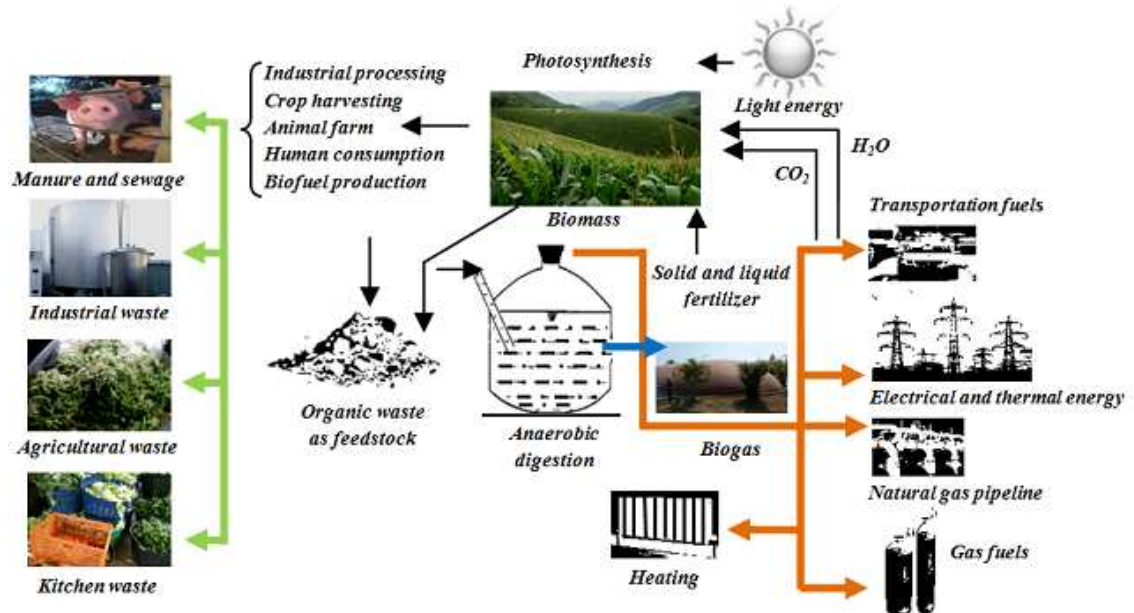 Photosynthesis
Light energy
H₂O
CO₂
Industrial processing
Crop harvesting
Animal farm
Human consumption
Biofuel production
Manure and sewage
Biomass
Transportation fuels
Solid and liquid
fertilizer
Industrial waste
Organic waste
as feedstock
Anaerobic
digestion
Biogas
Electrical and thermal energy
Agricultural waste
Natural gas pipeline
Heating
Gas fuels
Kitchen waste